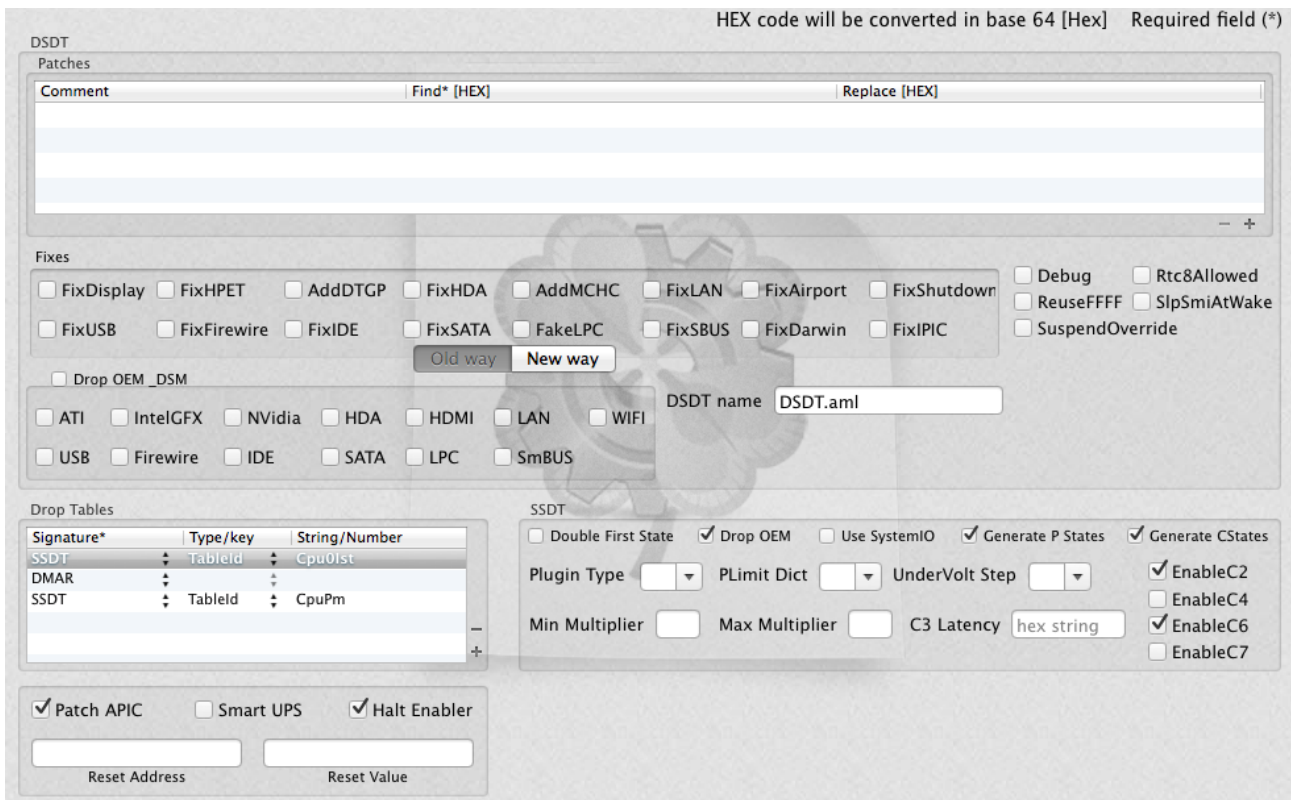 HEX code will be converted in base 64 [Hex] Required field (*)
DSDT
Patches
Comment Find* [HEX] Replace [HEX]
- +
Fixes
FixDisplay FixHPET AddDTGP FixHDA AddMCHC FixLAN FixAirport FixShutdown
FixUSB FixFirewire FixIDE FixSATA FakeLPC FixSBUS FixDarwin FixIPIC
Debug Rtc8Allowed
ReuseFFFF SlpSmiAtWake
SuspendOverride
Old way New way
Drop OEM _DSM
ATI IntelGFX NVidia HDA HDMI LAN WIFI
USB Firewire IDE SATA LPC SmBUS
DSDT name DSDT.aml
Drop Tables
Signature* Type/key String/Number
SSDT TableId Cpu0Ist
DMAR
SSDT TableId CpuPm
-
+
SSDT
Double First State Drop OEM Use SystemIO Generate P States Generate CStates
Plugin Type PLimit Dict UnderVolt Step
Min Multiplier Max Multiplier C3 Latency hex string
EnableC2
EnableC4
EnableC6
EnableC7
Patch APIC Smart UPS Halt Enabler
Reset Address Reset Value